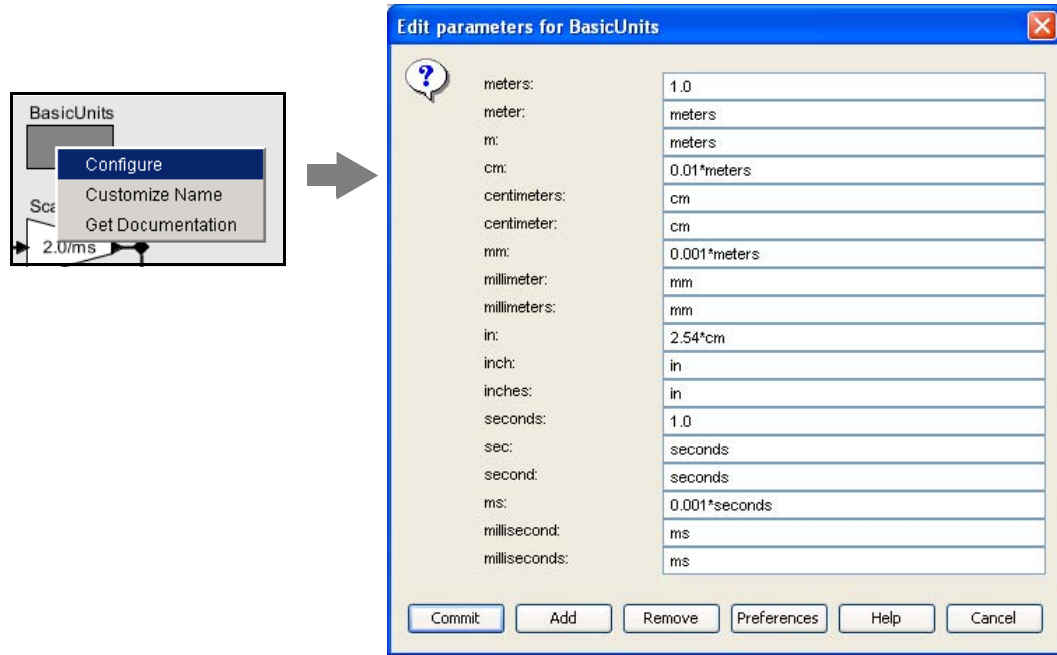 BasicUnits
Configure
Customize Name
Sca
Get Documentation
2.0/ms
Edit parameters for BasicUnits
meters: 1.0
meter: meters
m: meters
cm: 0.01*meters
centimeters: cm
centimeter: cm
mm: 0.001*meters
millimeter: mm
millimeters: mm
in: 2.54*cm
inch: in
inches: in
seconds: 1.0
sec: seconds
second: seconds
ms: 0.001*seconds
millisecond: ms
milliseconds: ms
Commit Add Remove Preferences Help Cancel